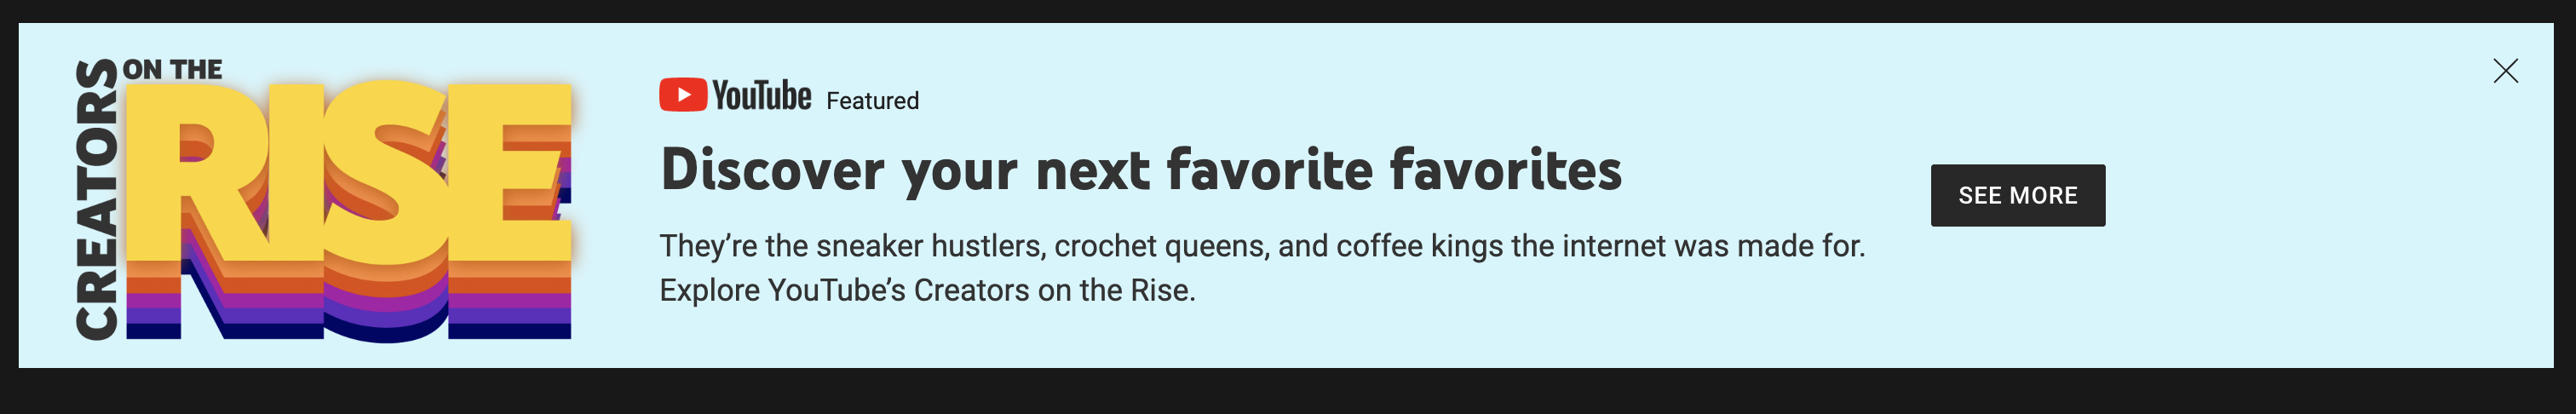 CREATORS
ON THE
RISE
YouTube Featured
Discover your next favorite favorites
They’re the sneaker hustlers, crochet queens, and coffee kings the internet was made for.
Explore YouTube’s Creators on the Rise.
SEE MORE